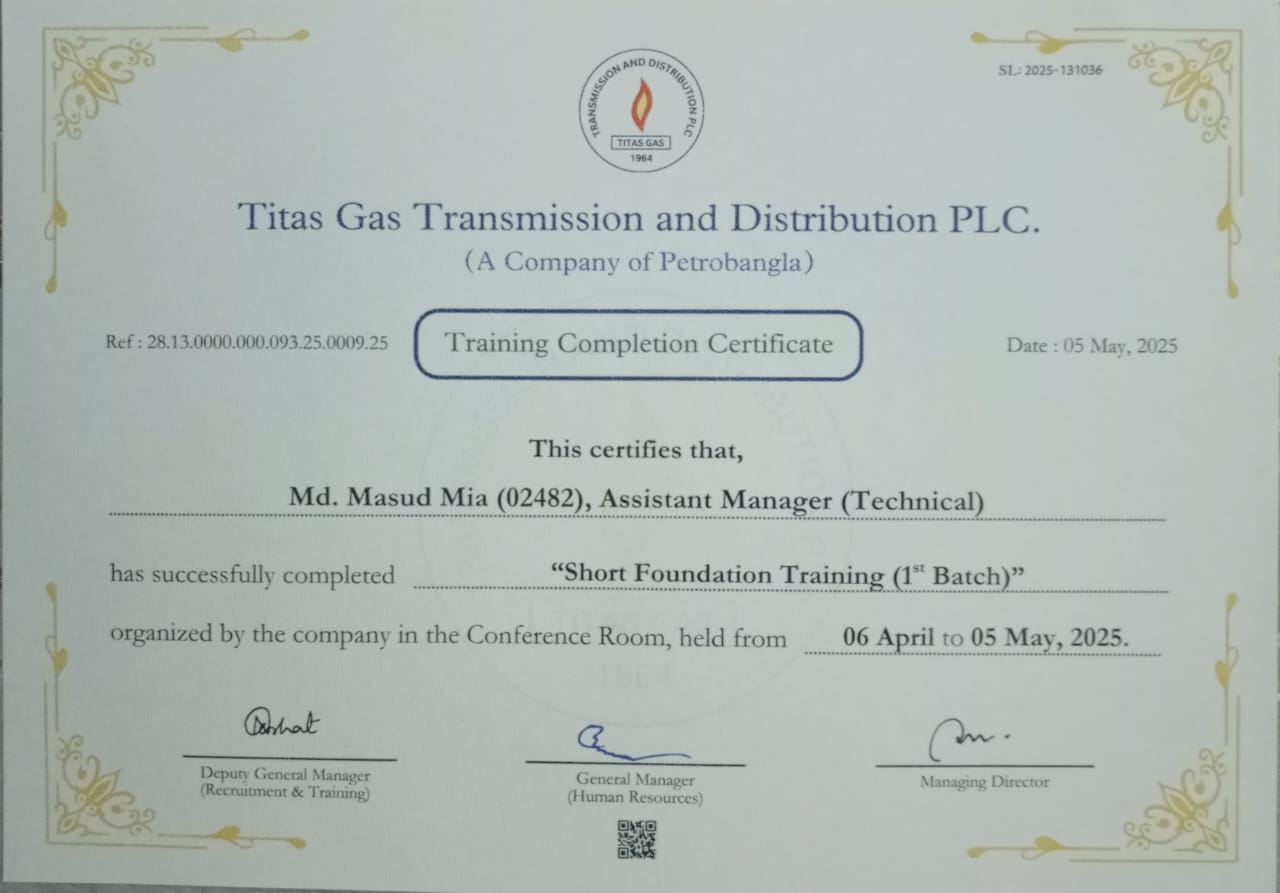 SL: 2025-131036
TRANSMISSION AND DISTRIBUTION PLC
TITAS GAS
1964
Titas Gas Transmission and Distribution PLC.
(A Company of Petrobangla)
Ref : 28.13.0000.000.093.25.0009.25
Training Completion Certificate
Date : 05 May, 2025
This certifies that,
Md. Masud Mia (02482), Assistant Manager (Technical)
has successfully completed “Short Foundation Training (1st Batch)”
organized by the company in the Conference Room, held from 06 April to 05 May, 2025.
Deputy General Manager
(Recruitment & Training)
General Manager
(Human Resources)
Managing Director